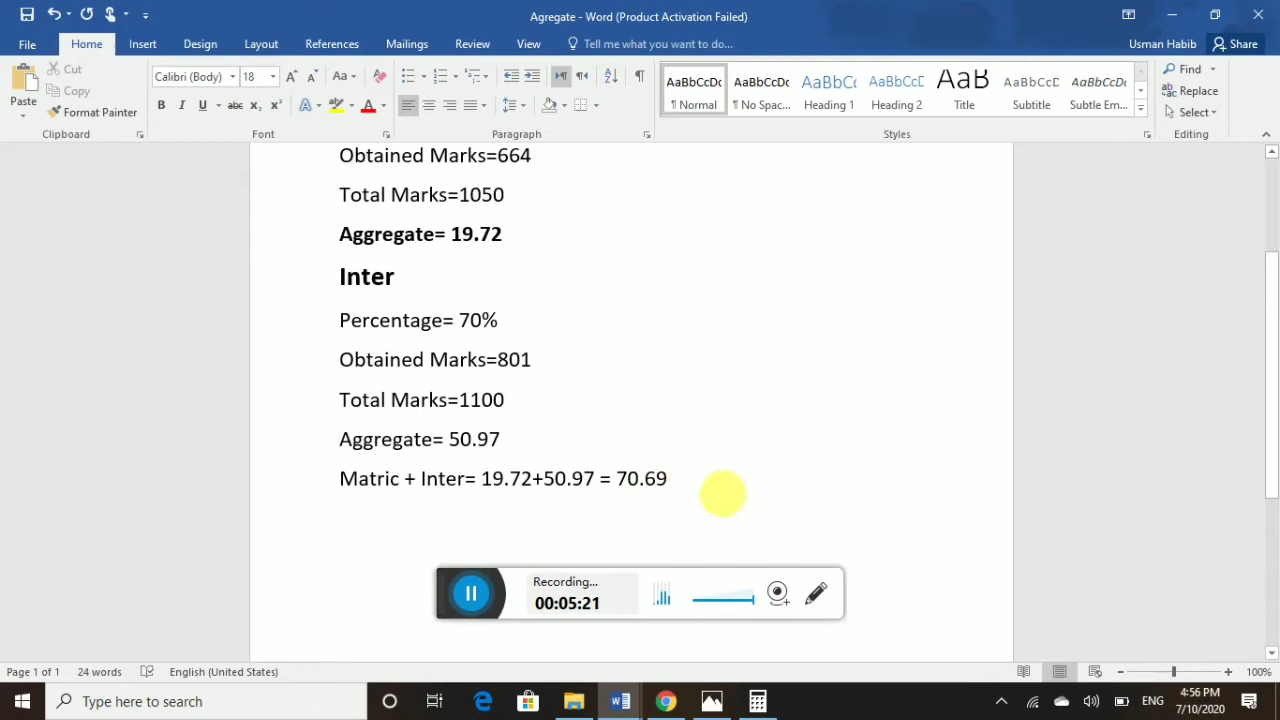 Agregate - Word (Product Activation Failed)
File Home Insert Design Layout References Mailings Review View Tell me what you want to do... Usman Habib Share
Paste
Cut
Copy
Format Painter
Clipboard
Calibri (Body) 18
Font
Paragraph
AaBbCcDc AaBbCcDc AaBbCc AaBbCcC AaB AaBbCcD AaBbCcDc
¶ Normal ¶ No Spac... Heading 1 Heading 2 Title Subtitle Subtle Em...
Styles
Find
Replace
Select
Editing
Obtained Marks=664
Total Marks=1050
Aggregate= 19.72
Inter
Percentage= 70%
Obtained Marks=801
Total Marks=1100
Aggregate= 50.97
Matric + Inter= 19.72+50.97 = 70.69
Recording...
00:05:21
Page 1 of 1 24 words English (United States) 100%
Type here to search
ENG
4:56 PM
7/10/2020